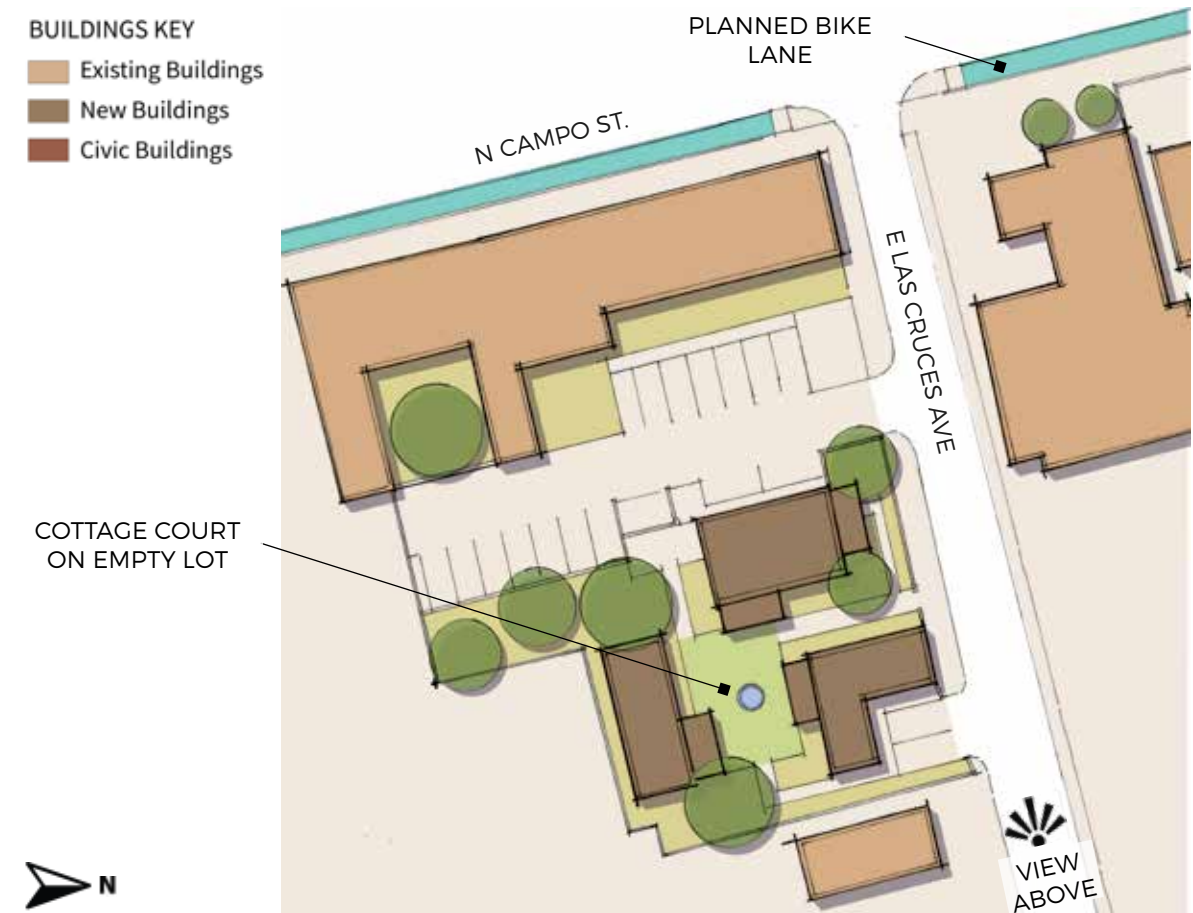 BUILDINGS KEY
Existing Buildings
New Buildings
Civic Buildings
PLANNED BIKE
LANE
N CAMPO ST.
E LAS CRUCES AVE
COTTAGE COURT
ON EMPTY LOT
N
VIEW
ABOVE